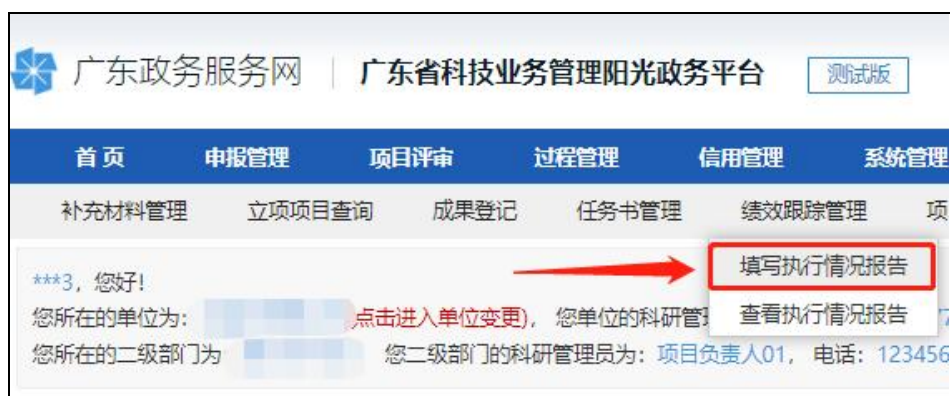 广东政务服务网 广东省科技业务管理阳光政务平台 测试版
首页 申报管理 项目评审 过程管理 信用管理 系统管理
补充材料管理 立项项目查询 成果登记 任务书管理 绩效跟踪管理 项
填写执行情况报告
***3，您好!
您所在的单位为: 点击进入单位变更)，您单位的科研管
查看执行情况报告
您所在的二级部门为 您二级部门的科研管理员为：项目负责人01，电话：123456